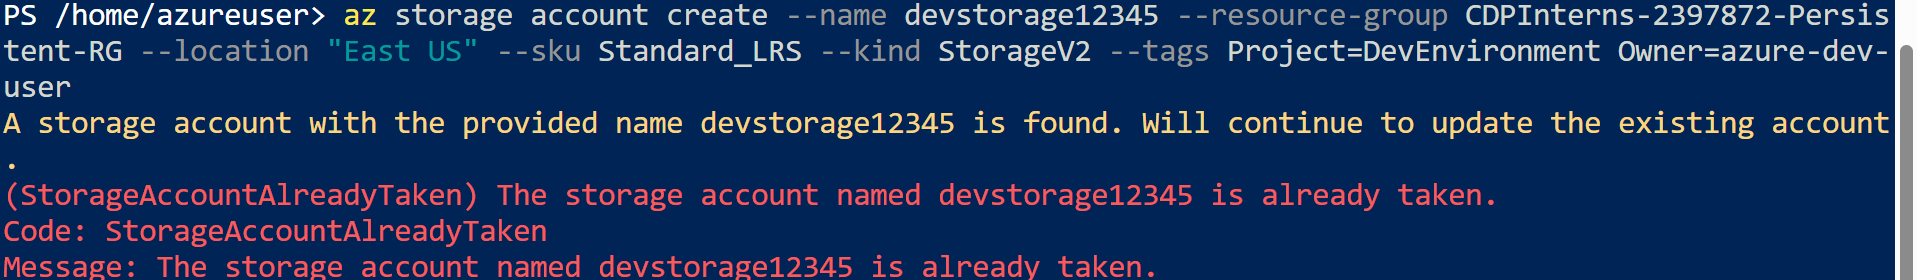 PS /home/azureuser> az storage account create --name devstorage12345 --resource-group CDPInterns-2397872-Persis
tent-RG --location "East US" --sku Standard_LRS --kind StorageV2 --tags Project=DevEnvironment Owner=azure-dev-
user
A storage account with the provided name devstorage12345 is found. Will continue to update the existing account
.
(StorageAccountAlreadyTaken) The storage account named devstorage12345 is already taken.
Code: StorageAccountAlreadyTaken
Message: The storage account named devstorage12345 is already taken.